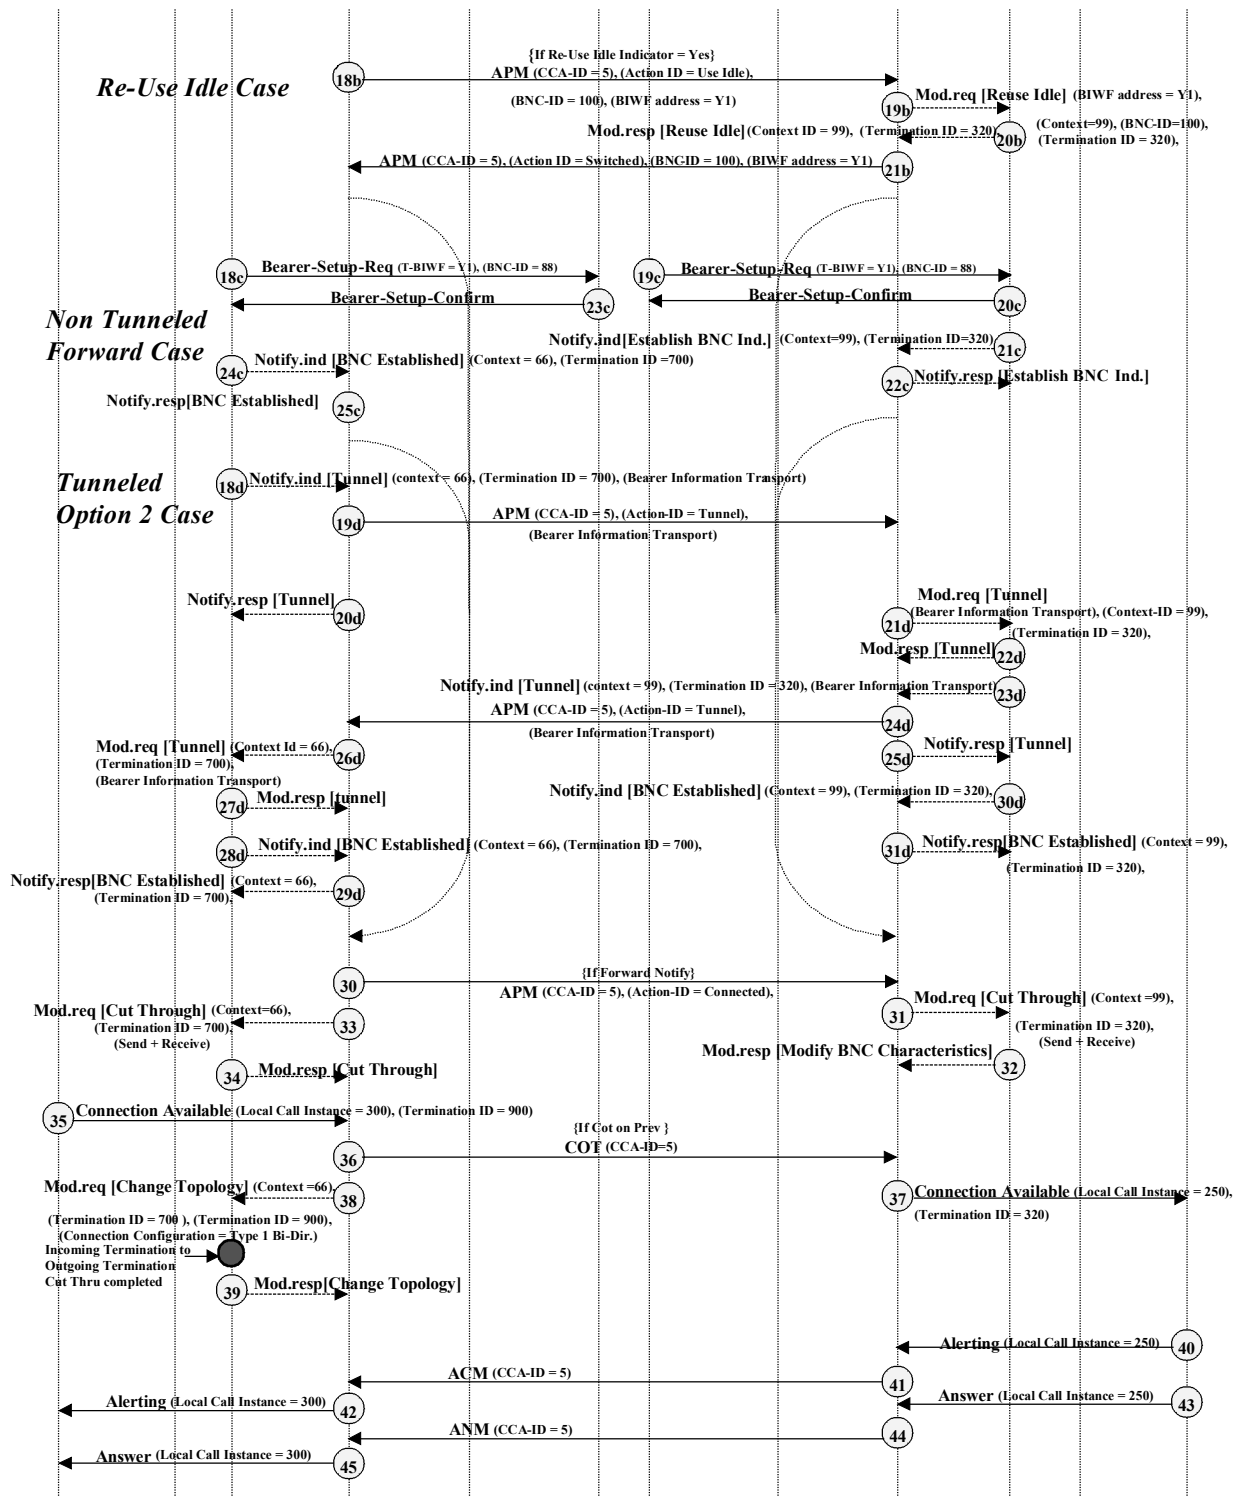 {If Re-Use Idle Indicator = Yes}
Re-Use Idle Case
18b
APM (CCA-ID = 5), (Action ID = Use Idle),
(BNC-ID = 100), (BIWF address = Y1)
19b
Mod.req [Reuse Idle] (BIWF address = Y1),
(Context=99), (BNC-ID=100),
(Termination ID = 320),
20b
Mod.resp [Reuse Idle] (Context ID = 99), (Termination ID = 320)
APM (CCA-ID = 5), (Action ID = Switched), (BNC-ID = 100), (BIWF address = Y1)
21b
18c
Bearer-Setup-Req (T-BIWF = Y1), (BNC-ID = 88)
19c
Bearer-Setup-Req (T-BIWF = Y1), (BNC-ID = 88)
Bearer-Setup-Confirm
23c
Bearer-Setup-Confirm
20c
Non Tunneled
Forward Case
Notify.ind[Establish BNC Ind.] (Context=99), (Termination ID=320)
21c
24c
Notify.ind [BNC Established] (Context = 66), (Termination ID =700)
22c
Notify.resp [Establish BNC Ind.]
Notify.resp[BNC Established]
25c
Tunneled
Option 2 Case
18d
Notify.ind [Tunnel] (context = 66), (Termination ID = 700), (Bearer Information Transport)
19d
APM (CCA-ID = 5), (Action-ID = Tunnel),
(Bearer Information Transport)
Notify.resp [Tunnel]
20d
Mod.req [Tunnel]
21d
(Bearer Information Transport), (Context-ID = 99),
(Termination ID = 320),
Mod.resp [Tunnel]
22d
Notify.ind [Tunnel] (context = 99), (Termination ID = 320), (Bearer Information Transport)
23d
APM (CCA-ID = 5), (Action-ID = Tunnel),
(Bearer Information Transport)
24d
Mod.req [Tunnel] (Context Id = 66),
(Termination ID = 700),
(Bearer Information Transport)
26d
25d
Notify.resp [Tunnel]
27d
Mod.resp [tunnel]
Notify.ind [BNC Established] (Context = 99), (Termination ID = 320),
30d
28d
Notify.ind [BNC Established] (Context = 66), (Termination ID = 700),
31d
Notify.resp[BNC Established] (Context = 99),
(Termination ID = 320),
Notify.resp[BNC Established] (Context = 66),
(Termination ID = 700),
29d
{If Forward Notify}
30
APM (CCA-ID = 5), (Action-ID = Connected),
Mod.req [Cut Through] (Context=66),
(Termination ID = 700),
(Send + Receive)
33
31
Mod.req [Cut Through] (Context =99),
(Termination ID = 320),
(Send + Receive)
Mod.resp [Modify BNC Characteristics]
32
34
Mod.resp [Cut Through]
35
Connection Available (Local Call Instance = 300), (Termination ID = 900)
{If Cot on Prev }
36
COT (CCA-ID=5)
Mod.req [Change Topology] (Context =66),
38
(Termination ID = 700 ), (Termination ID = 900),
(Connection Configuration = Type 1 Bi-Dir.)
37
Connection Available (Local Call Instance = 250),
(Termination ID = 320)
Incoming Termination to
Outgoing Termination
Cut Thru completed
39
Mod.resp[Change Topology]
Alerting (Local Call Instance = 250)
40
ACM (CCA-ID = 5)
41
Alerting (Local Call Instance = 300)
42
Answer (Local Call Instance = 250)
43
ANM (CCA-ID = 5)
44
Answer (Local Call Instance = 300)
45